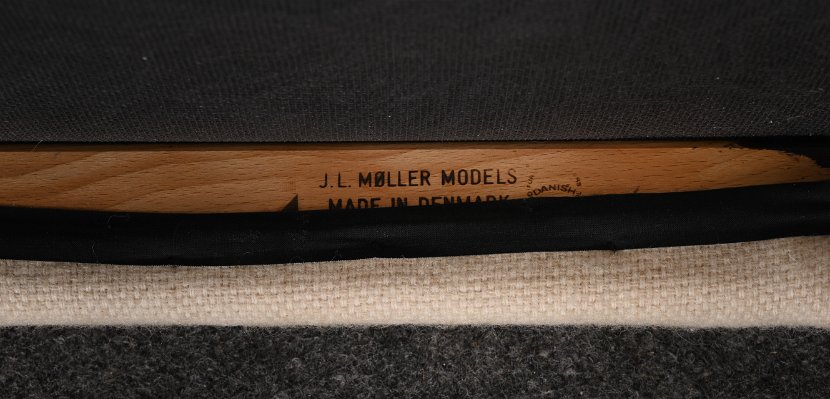 J.L. MØLLER MODELS
MADE IN DENMARK
DANISH